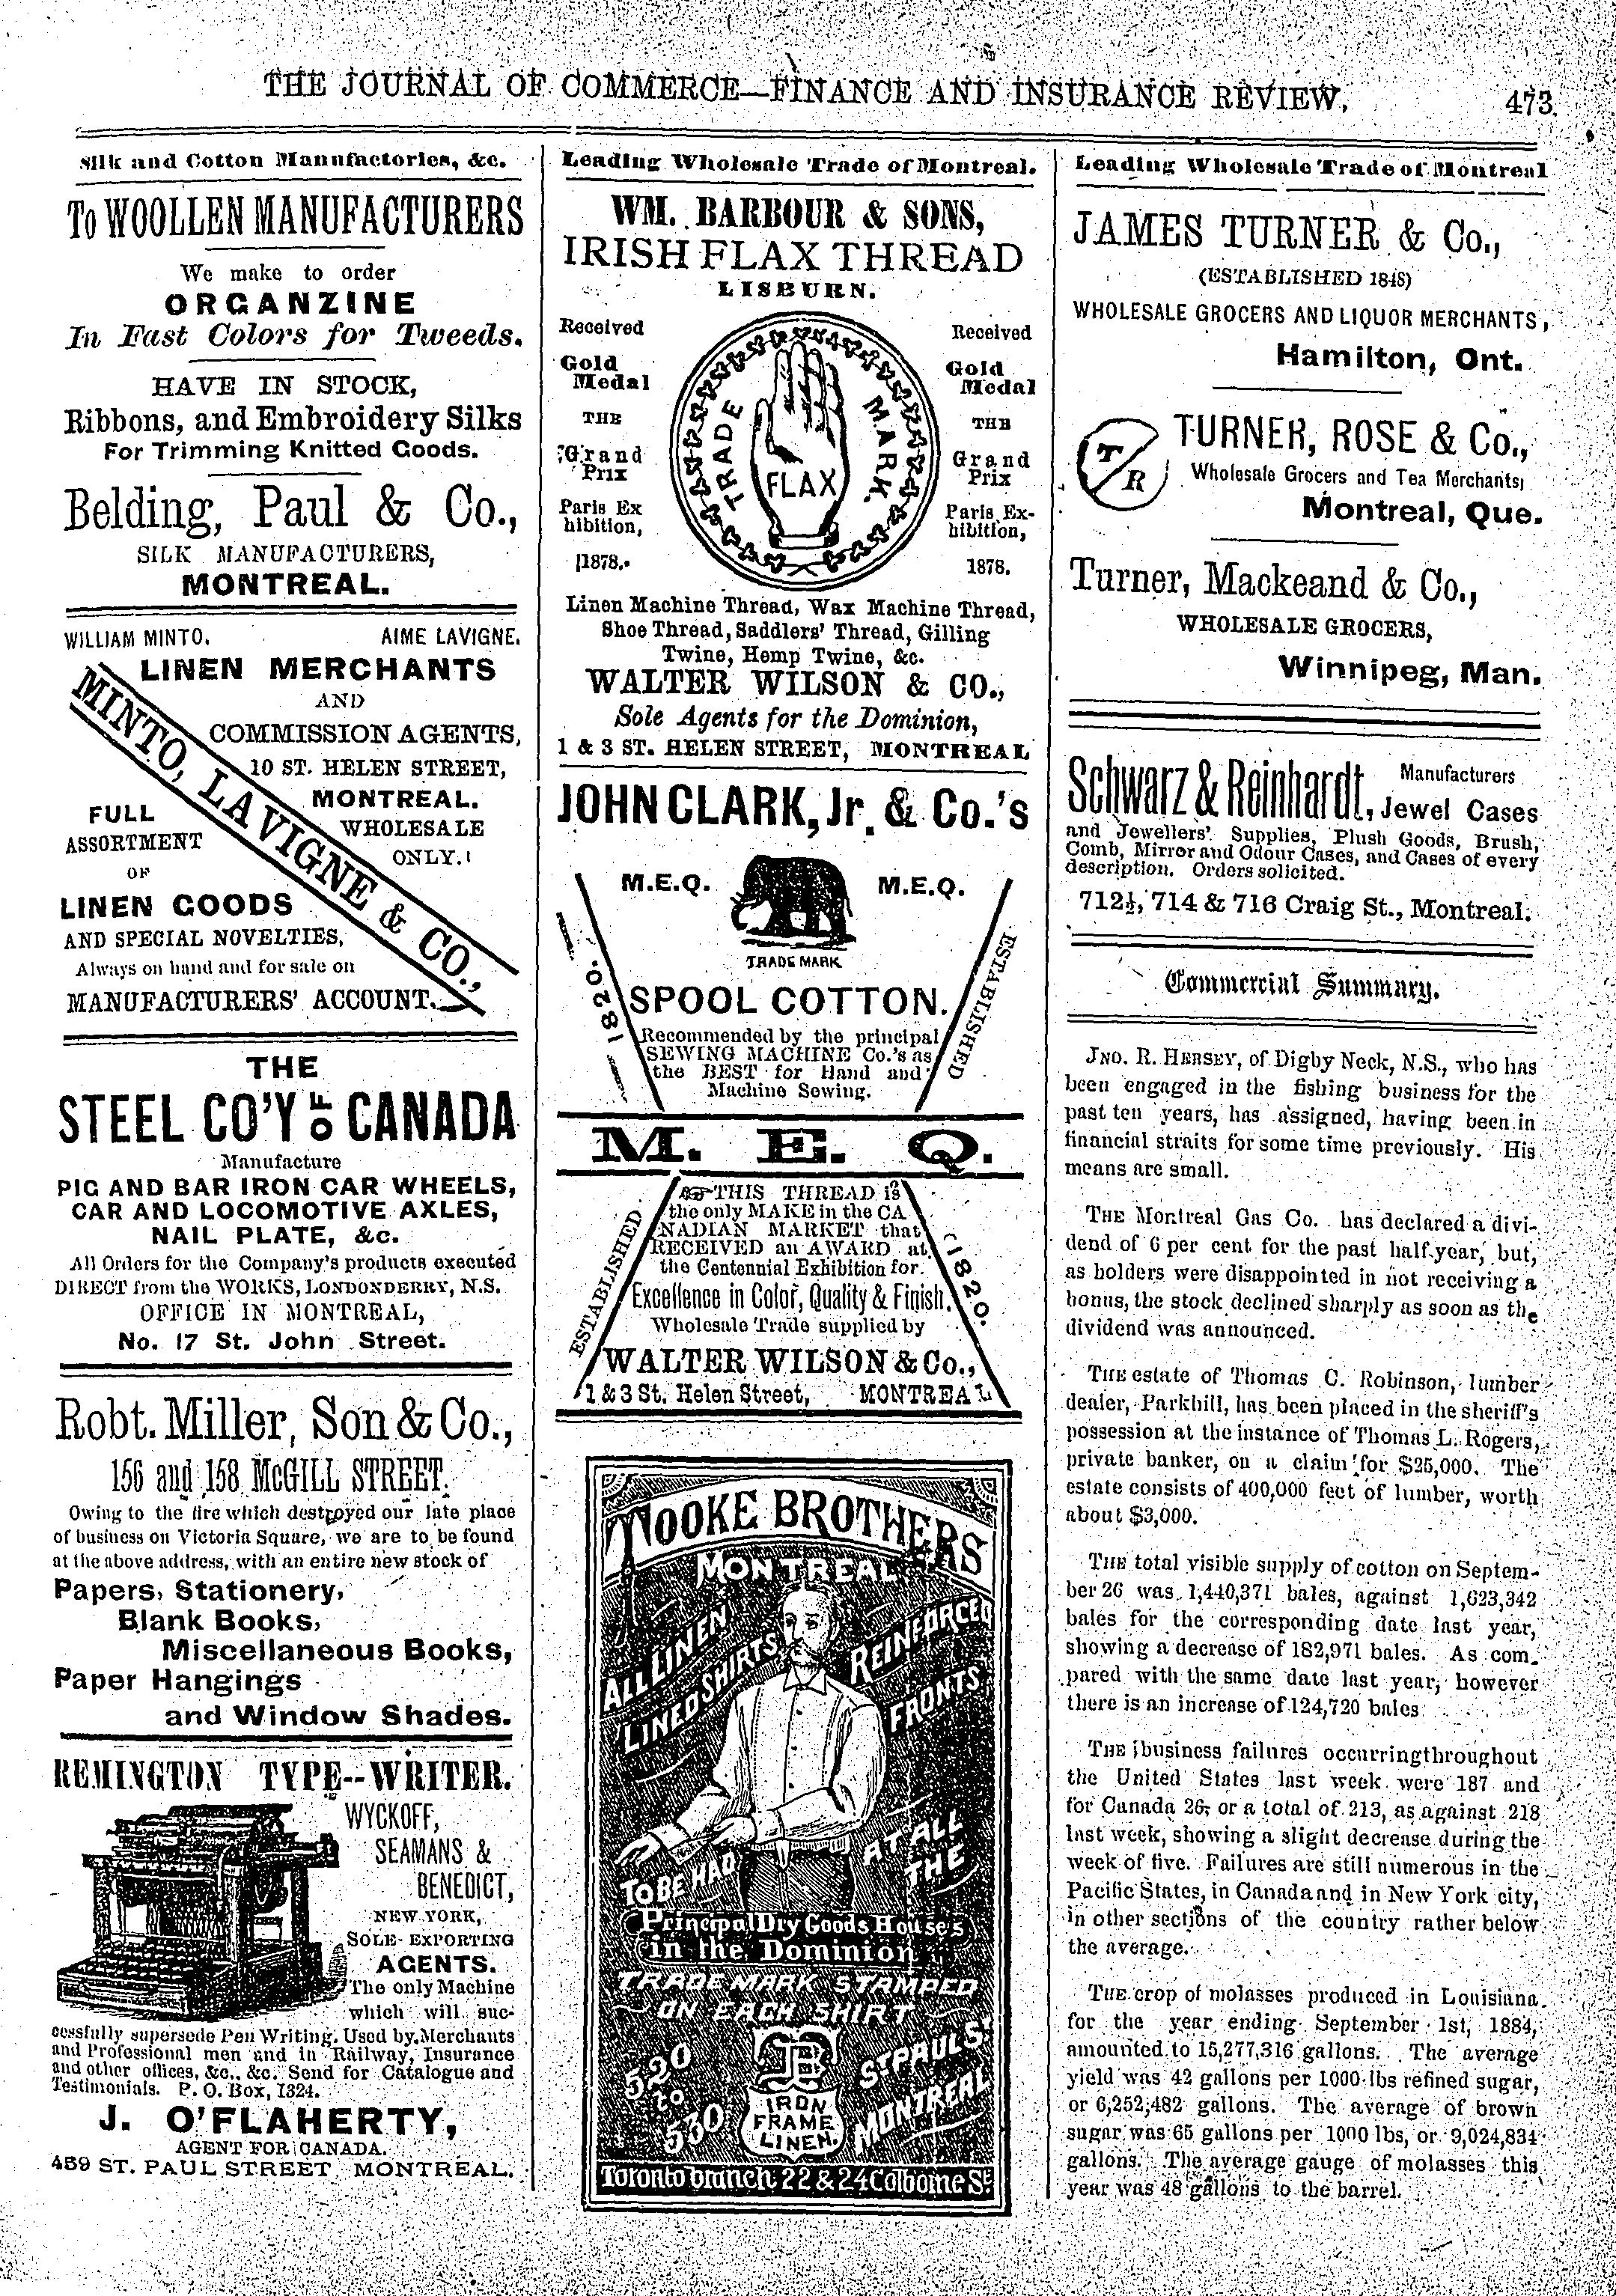 THE JOURNAL OF COMMERCE—FINANCE AND INSURANCE REVIEW.
473.
Silk and Cotton Manufactories, &c.
To WOOLLEN MANUFACTURERS
We make to order
ORGANZINE
In Fast Colors for Tweeds.
HAVE IN STOCK,
Ribbons, and Embroidery Silks
For Trimming Knitted Goods.
Belding, Paul & Co.,
SILK MANUFACTURERS,
MONTREAL.
WILLIAM MINTO. AIME LAVIGNE.
LINEN MERCHANTS
AND
COMMISSION AGENTS,
10 ST. HELEN STREET,
MONTREAL.
WHOLESALE
ONLY.
MINTO, LAVIGNE & CO.,
FULL
ASSORTMENT
OF
LINEN GOODS
AND SPECIAL NOVELTIES,
Always on hand and for sale on
MANUFACTURERS' ACCOUNT.
THE
STEEL CO'Y OF CANADA
Manufacture
PIG AND BAR IRON CAR WHEELS,
CAR AND LOCOMOTIVE AXLES,
NAIL PLATE, &c.
All Orders for the Company's products executed
DIRECT from the WORKS, LONDONDERRY, N.S.
OFFICE IN MONTREAL,
No. 17 St. John Street.
Robt. Miller, Son & Co.,
156 and 158 McGILL STREET.
Owing to the fire which destroyed our late place
of business on Victoria Square, we are to be found
at the above address, with an entire new stock of
Papers, Stationery,
Blank Books,
Miscellaneous Books,
Paper Hangings
and Window Shades.
REMINGTON TYPE--WRITER.
WYCKOFF,
SEAMANS &
BENEDICT,
NEW YORK,
SOLE EXPORTING
AGENTS.
The only Machine
which will suc-
cessfully supersede Pen Writing. Used by Merchants
and Professional men and in Railway, Insurance
and other offices, &c., &c. Send for Catalogue and
Testimonials. P. O. Box, 1324.
J. O'FLAHERTY,
AGENT FOR CANADA.
459 ST. PAUL STREET, MONTREAL.
Leading Wholesale Trade of Montreal.
WM. BARBOUR & SONS,
IRISH FLAX THREAD
LISBURN.
Received
Gold
Medal
THE
Grand
Prix
Paris Ex
hibition,
1878.
TRADE MARK.
FLAX
Received
Gold
Medal
THE
Grand
Prix
Paris Ex-
hibition,
1878.
Linen Machine Thread, Wax Machine Thread,
Shoe Thread, Saddlers' Thread, Gilling
Twine, Hemp Twine, &c.
WALTER WILSON & CO.,
Sole Agents for the Dominion,
1 & 3 ST. HELEN STREET, MONTREAL
JOHN CLARK, Jr. & Co.'s
M.E.Q. M.E.Q.
TRADE MARK
ESTABLISHED 1820.
SPOOL COTTON.
Recommended by the principal
SEWING MACHINE Co.'s as
the BEST for Hand and
Machine Sewing.
M. E. Q.
ESTABLISHED 1820.
THIS THREAD is
the only MAKE in the CA
NADIAN MARKET that
RECEIVED an AWARD at
the Centennial Exhibition for
Excellence in Color, Quality & Finish.
Wholesale Trade supplied by
WALTER WILSON & Co.,
1 & 3 St. Helen Street, MONTREAL
TOOKE BROTHERS
MONTREAL
ALL LINEN
LINED SHIRTS
REINFORCED
FRONTS
TO BE HAD
AT ALL
THE
Principal Dry Goods Houses
in the Dominion
TRADE MARK STAMPED
ON EACH SHIRT
520
to
530
TB
IRON
FRAME
LINEN.
ST PAULS
MONTREAL
Toronto branch 22 & 24 Colborne St
Leading Wholesale Trade of Montreal
JAMES TURNER & Co.,
(ESTABLISHED 1848)
WHOLESALE GROCERS AND LIQUOR MERCHANTS,
Hamilton, Ont.
T/R
TURNER, ROSE & Co.,
Wholesale Grocers and Tea Merchants,
Montreal, Que.
Turner, Mackeand & Co.,
WHOLESALE GROCERS,
Winnipeg, Man.
Schwarz & Reinhardt, Manufacturers
Jewel Cases
and Jewellers' Supplies, Plush Goods, Brush,
Comb, Mirror and Odour Cases, and Cases of every
description. Orders solicited.
712½, 714 & 716 Craig St., Montreal.
Commercial Summary.
JNO. R. HERSEY, of Digby Neck, N.S., who has
been engaged in the fishing business for the
past ten years, has assigned, having been in
financial straits for some time previously. His
means are small.
THE Montreal Gas Co. has declared a divi-
dend of 6 per cent for the past half-year, but,
as holders were disappointed in not receiving a
bonus, the stock declined sharply as soon as the
dividend was announced.
THE estate of Thomas C. Robinson, lumber
dealer, Parkhill, has been placed in the sheriff's
possession at the instance of Thomas L. Rogers,
private banker, on a claim for $25,000. The
estate consists of 400,000 feet of lumber, worth
about $3,000.
THE total visible supply of cotton on Septem-
ber 26 was 1,440,371 bales, against 1,623,342
bales for the corresponding date last year,
showing a decrease of 182,971 bales. As com-
pared with the same date last year, however
there is an increase of 124,720 bales
THE business failures occurringthroughout
the United States last week were 187 and
for Canada 26, or a total of 213, as against 218
last week, showing a slight decrease during the
week of five. Failures are still numerous in the
Pacific States, in Canada and in New York city,
in other sections of the country rather below
the average.
THE crop of molasses produced in Louisiana
for the year ending September 1st, 1884,
amounted to 15,277,316 gallons. The average
yield was 42 gallons per 1000 lbs refined sugar,
or 6,252,482 gallons. The average of brown
sugar was 65 gallons per 1000 lbs, or 9,024,834
gallons. The average gauge of molasses this
year was 48 gallons to the barrel.